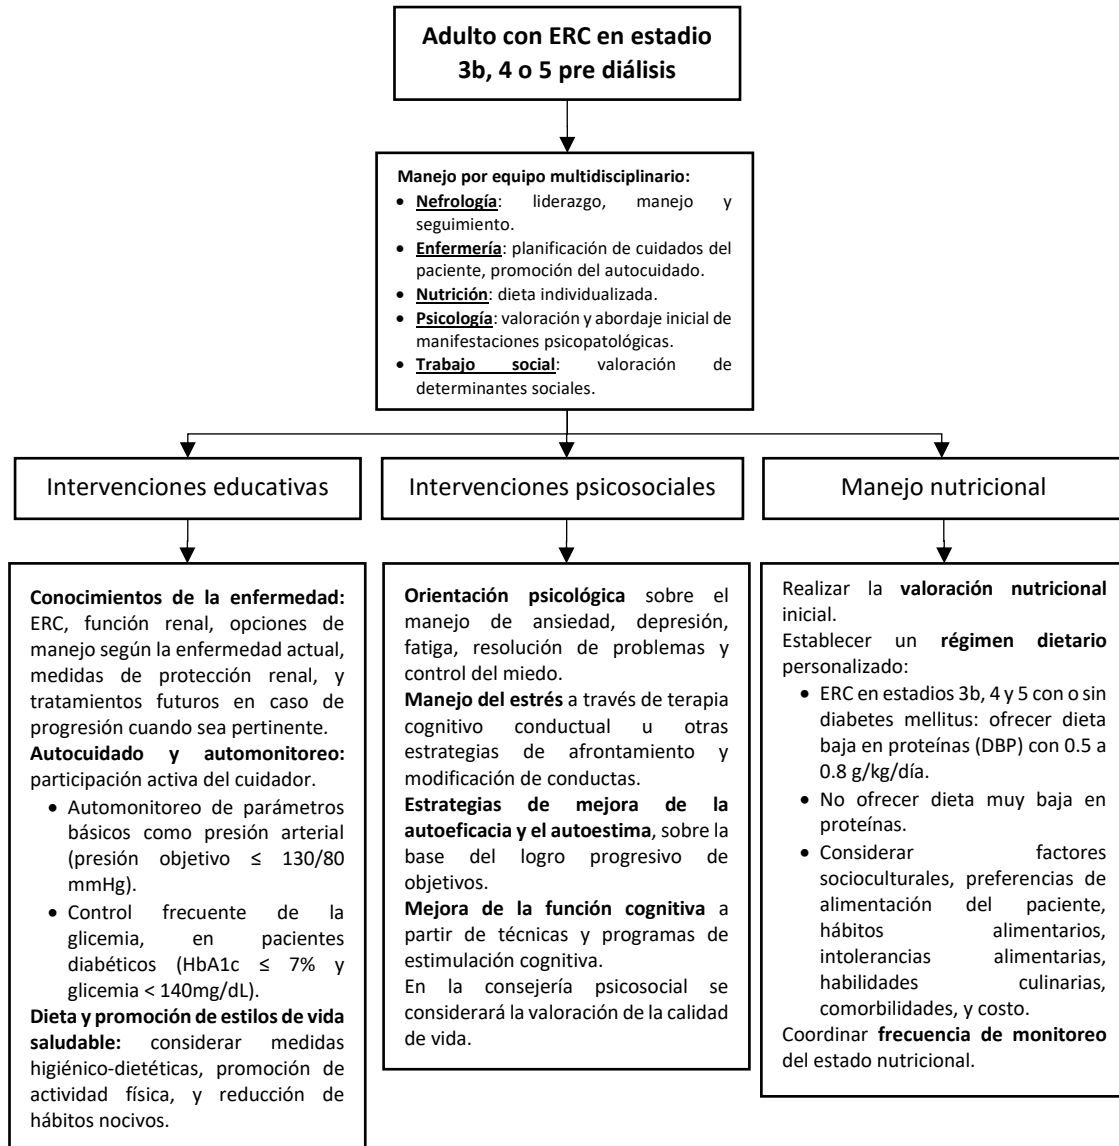 Adulto con ERC en estadio
3b, 4 o 5 pre diálisis
Manejo por equipo multidisciplinario:
• Nefrología: liderazgo, manejo y
seguimiento.
• Enfermería: planificación de cuidados del
paciente, promoción del autocuidado.
• Nutrición: dieta individualizada.
• Psicología: valoración y abordaje inicial de
manifestaciones psicopatológicas.
• Trabajo social: valoración de
determinantes sociales.
Intervenciones educativas
Conocimientos de la enfermedad:
ERC, función renal, opciones de
manejo según la enfermedad actual,
medidas de protección renal, y
tratamientos futuros en caso de
progresión cuando sea pertinente.
Autocuidado y automonitoreo:
participación activa del cuidador.
• Automonitoreo de parámetros
básicos como presión arterial
(presión objetivo ≤ 130/80
mmHg).
• Control frecuente de la
glicemia, en pacientes
diabéticos (HbA1c ≤ 7% y
glicemia < 140mg/dL).
Dieta y promoción de estilos de vida
saludable: considerar medidas
higiénico-dietéticas, promoción de
actividad física, y reducción de
hábitos nocivos.
Intervenciones psicosociales
Orientación psicológica sobre el
manejo de ansiedad, depresión,
fatiga, resolución de problemas y
control del miedo.
Manejo del estrés a través de terapia
cognitivo conductual u otras
estrategias de afrontamiento y
modificación de conductas.
Estrategias de mejora de la
autoeficacia y el autoestima, sobre la
base del logro progresivo de
objetivos.
Mejora de la función cognitiva a
partir de técnicas y programas de
estimulación cognitiva.
En la consejería psicosocial se
considerará la valoración de la calidad
de vida.
Manejo nutricional
Realizar la valoración nutricional
inicial.
Establecer un régimen dietario
personalizado:
• ERC en estadios 3b, 4 y 5 con o sin
diabetes mellitus: ofrecer dieta
baja en proteínas (DBP) con 0.5 a
0.8 g/kg/día.
• No ofrecer dieta muy baja en
proteínas.
• Considerar factores
socioculturales, preferencias de
alimentación del paciente,
hábitos alimentarios,
intolerancias alimentarias,
habilidades culinarias,
comorbilidades, y costo.
Coordinar frecuencia de monitoreo
del estado nutricional.